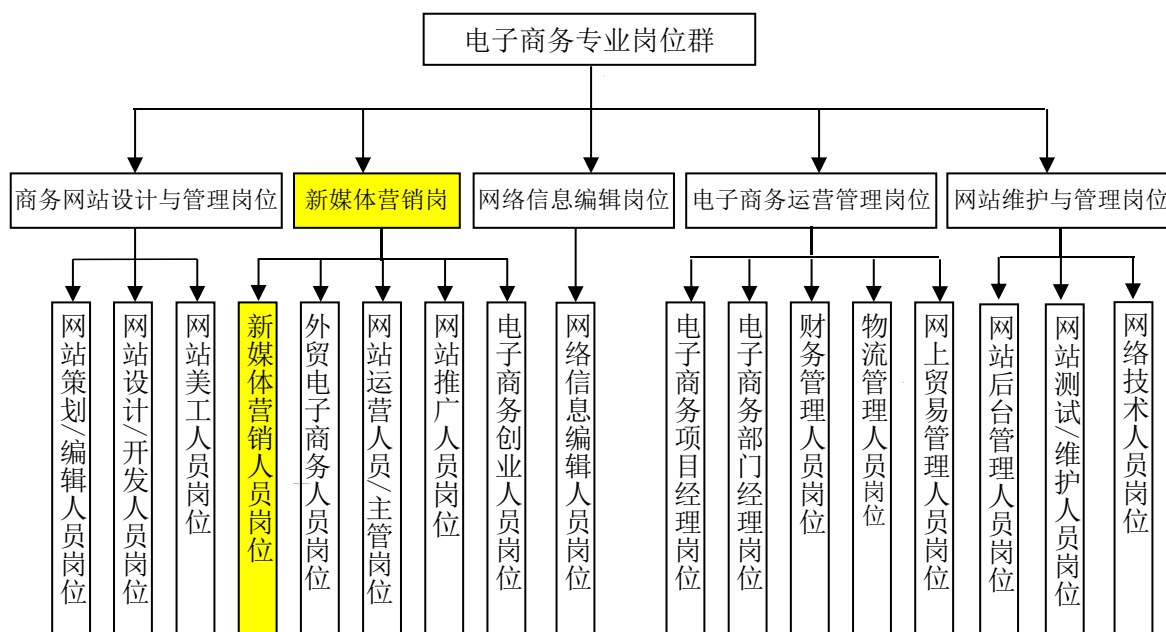 电子商务专业岗位群
商务网站设计与管理岗位
新媒体营销岗
网络信息编辑岗位
电子商务运营管理岗位
网站维护与管理岗位
网站策划/编辑人员岗位
网站设计/开发人员岗位
网站美工人员岗位
新媒体营销人员岗位
外贸电子商务人员岗位
网站运营人员/主管岗位
网站推广人员岗位
电子商务创业人员岗位
网络信息编辑人员岗位
电子商务项目经理岗位
电子商务部门经理岗位
财务管理人员岗位
物流管理人员岗位
网上贸易管理人员岗位
网站后台管理人员岗位
网站测试/维护人员岗位
网络技术人员岗位